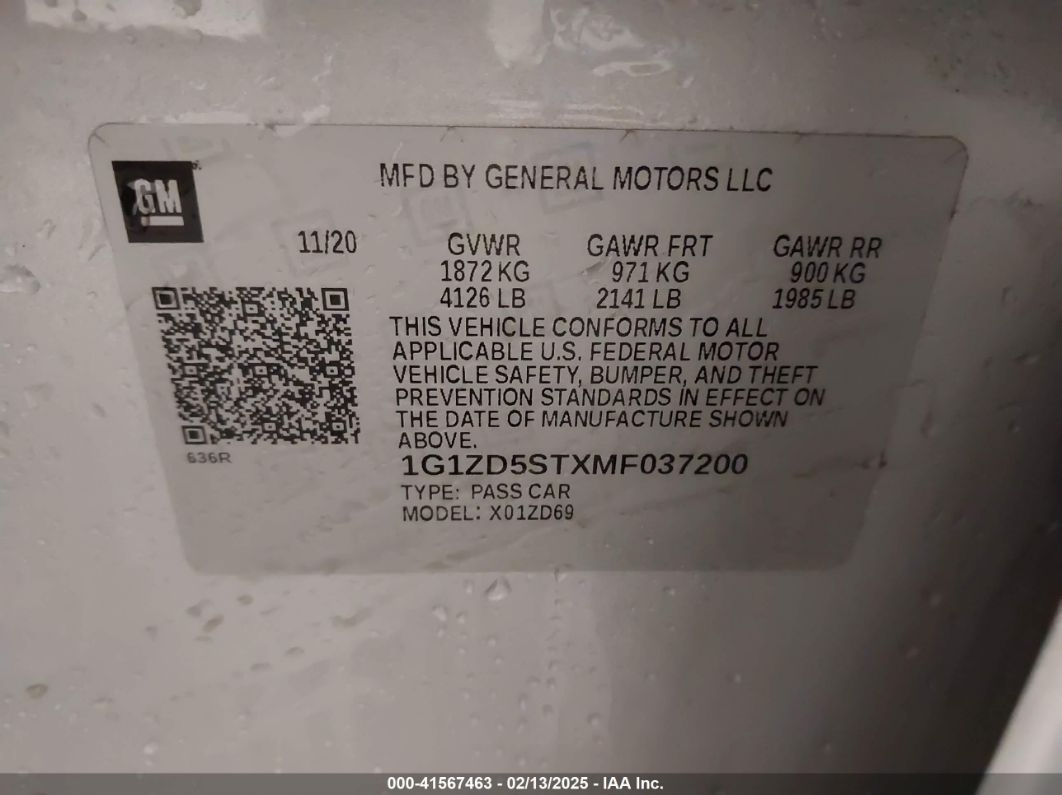 GM
MFD BY GENERAL MOTORS LLC
11/20 GVWR GAWR FRT GAWR RR
1872 KG 971 KG 900 KG
4126 LB 2141 LB 1985 LB
THIS VEHICLE CONFORMS TO ALL
APPLICABLE U.S. FEDERAL MOTOR
VEHICLE SAFETY, BUMPER, AND THEFT
PREVENTION STANDARDS IN EFFECT ON
THE DATE OF MANUFACTURE SHOWN
ABOVE.
636R
1G1ZD5STXMF037200
TYPE: PASS CAR
MODEL: X01ZD69
000-41567463 - 02/13/2025 - IAA Inc.